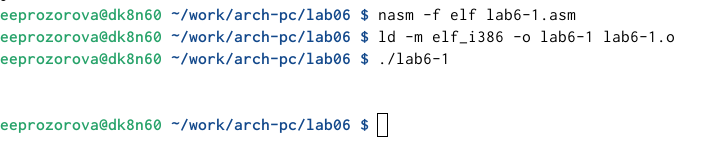 eeprozorova@dk8n60 ~/work/arch-pc/lab06 $ nasm -f elf lab6-1.asm
eeprozorova@dk8n60 ~/work/arch-pc/lab06 $ ld -m elf_i386 -o lab6-1 lab6-1.o
eeprozorova@dk8n60 ~/work/arch-pc/lab06 $ ./lab6-1
eeprozorova@dk8n60 ~/work/arch-pc/lab06 $